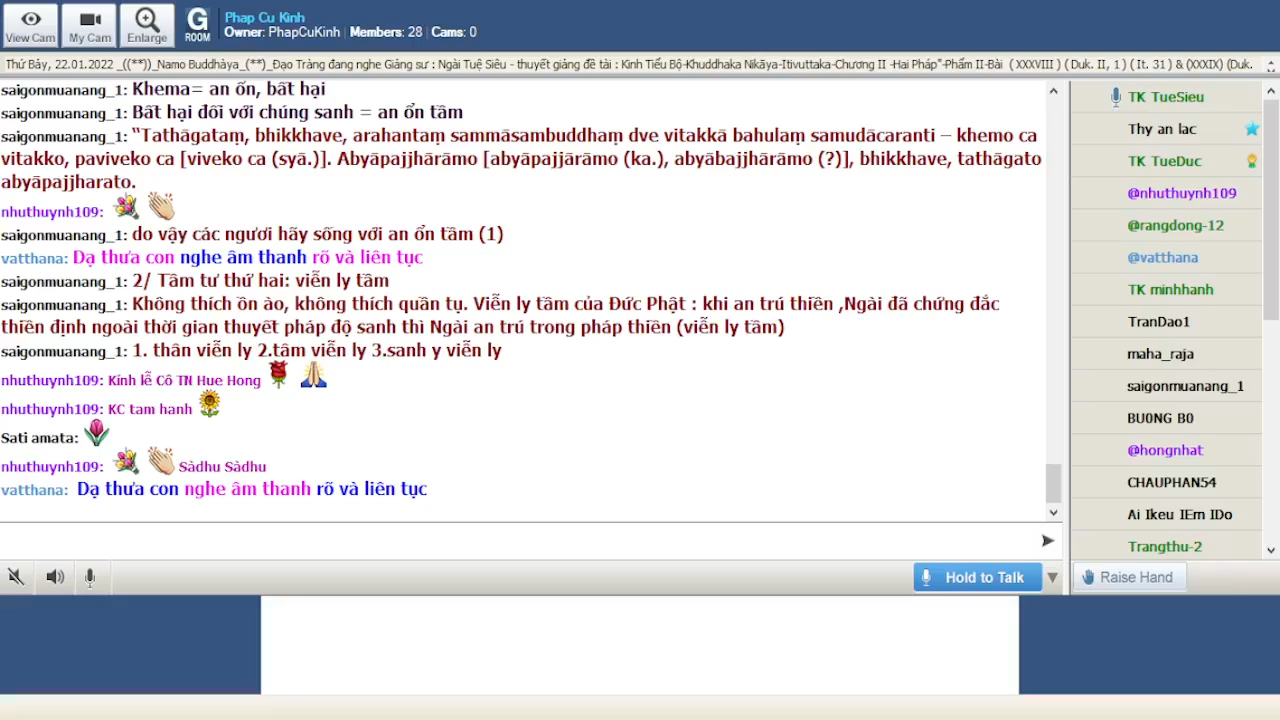 Phap Cu Kinh
G
ROOM
Owner: PhapCuKinh | Members: 28 | Cams: 0
View Cam
My Cam
Enlarge
Thứ Bảy, 22.01.2022 _((**))_Namo Buddhàya_(**)_Đạo Tràng đang nghe Giảng sư : Ngài Tuệ Siêu - thuyết giảng đề tài : Kinh Tiểu Bộ-Khuddhaka Nikāya-Itivuttaka-Chương II -Hai Pháp"-Phẩm II-Bài ( XXXVIII ) ( Duk. II, 1 ) ( It. 31 ) & (XXXIX) (Duk.
saigonmuanang_1: Khema= an ổn, bất hại
saigonmuanang_1: Bất hại đối với chúng sanh = an ổn tầm
saigonmuanang_1: “Tathāgataṃ, bhikkhave, arahantaṃ sammāsambuddhaṃ dve vitakkā bahulaṃ samudācaranti – khemo ca
vitakko, paviveko ca [viveko ca (syā.)]. Abyāpajjhārāmo [abyāpajjārāmo (ka.), abyābajjhārāmo (?)], bhikkhave, tathāgato
abyāpajjharato.
nhuthuynh109:
saigonmuanang_1: do vậy các ngươi hãy sống với an ổn tầm (1)
vatthana: Dạ thưa con nghe âm thanh rõ và liên tục
saigonmuanang_1: 2/ Tâm tư thứ hai: viễn ly tầm
saigonmuanang_1: Không thích ồn ào, không thích quần tụ. Viễn ly tầm của Đức Phật : khi an trú thiền ,Ngài đã chứng đắc
thiền định ngoài thời gian thuyết pháp độ sanh thì Ngài an trú trong pháp thiền (viễn ly tầm)
saigonmuanang_1: 1. thân viễn ly 2.tâm viễn ly 3.sanh y viễn ly
nhuthuynh109: Kính lễ Cô TN Hue Hong
nhuthuynh109: KC tam hanh
Sati amata:
nhuthuynh109: Sàdhu Sàdhu
vatthana: Dạ thưa con nghe âm thanh rõ và liên tục
Hold to Talk
TK TueSieu
Thy an lac
TK TueDuc
@nhuthuynh109
@rangdong-12
@vatthana
TK minhhanh
TranDao1
maha_raja
saigonmuanang_1
BU0NG B0
@hongnhat
CHAUPHAN54
Ai Ikeu IEm IDo
Trangthu-2
Raise Hand